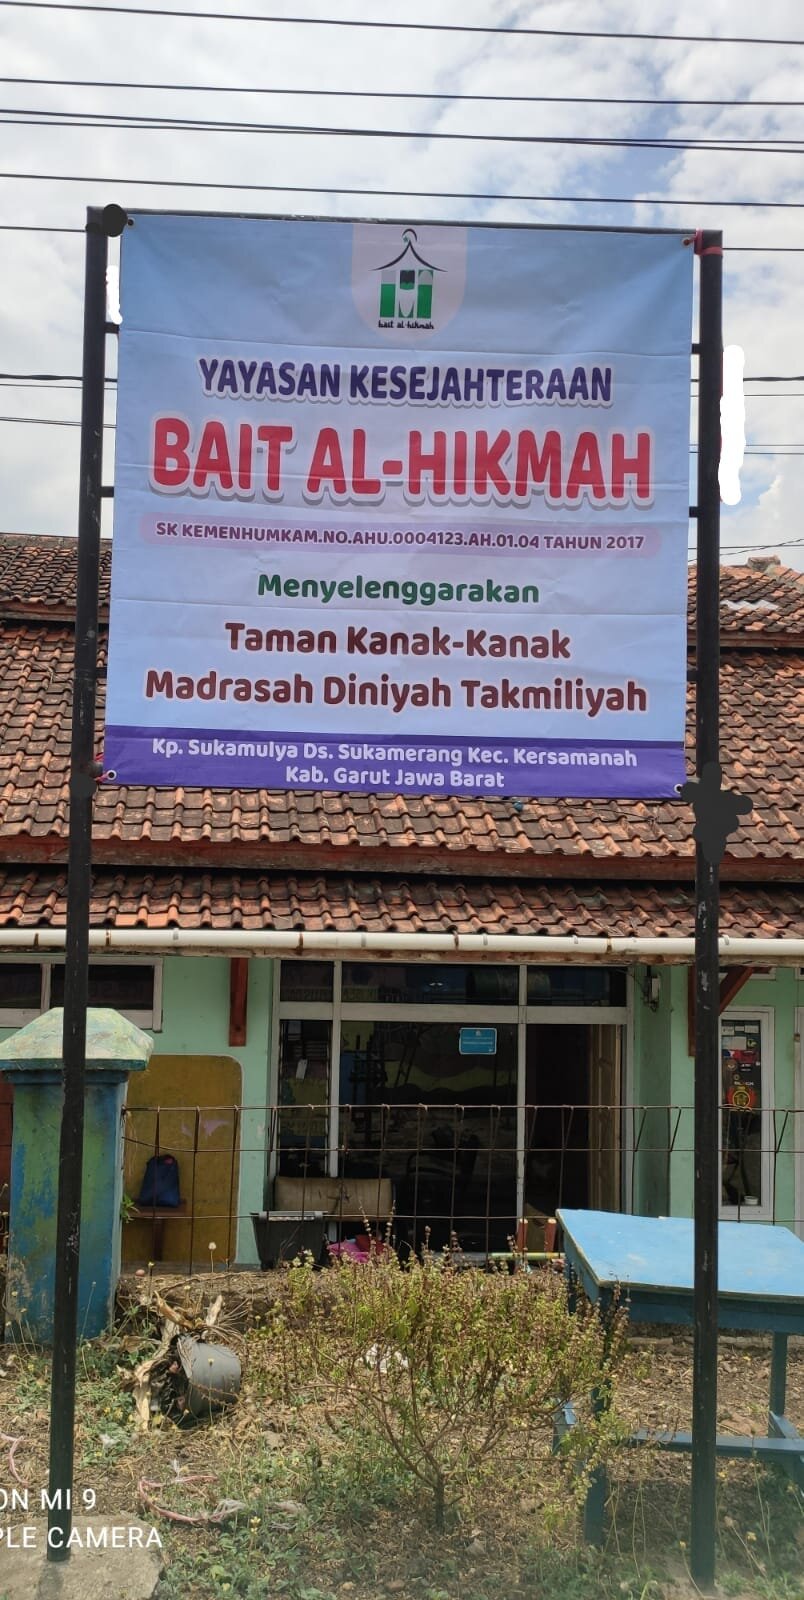 bait al-hikmah
YAYASAN KESEJAHTERAAN
BAIT AL-HIKMAH
SK KEMENHUMKAM.NO.AHU.0004123.AH.01.04 TAHUN 2017
Menyelenggarakan
Taman Kanak-Kanak
Madrasah Diniyah Takmiliyah
Kp. Sukamulya Ds. Sukamerang Kec. Kersamanah
Kab. Garut Jawa Barat
ON MI 9
PLE CAMERA